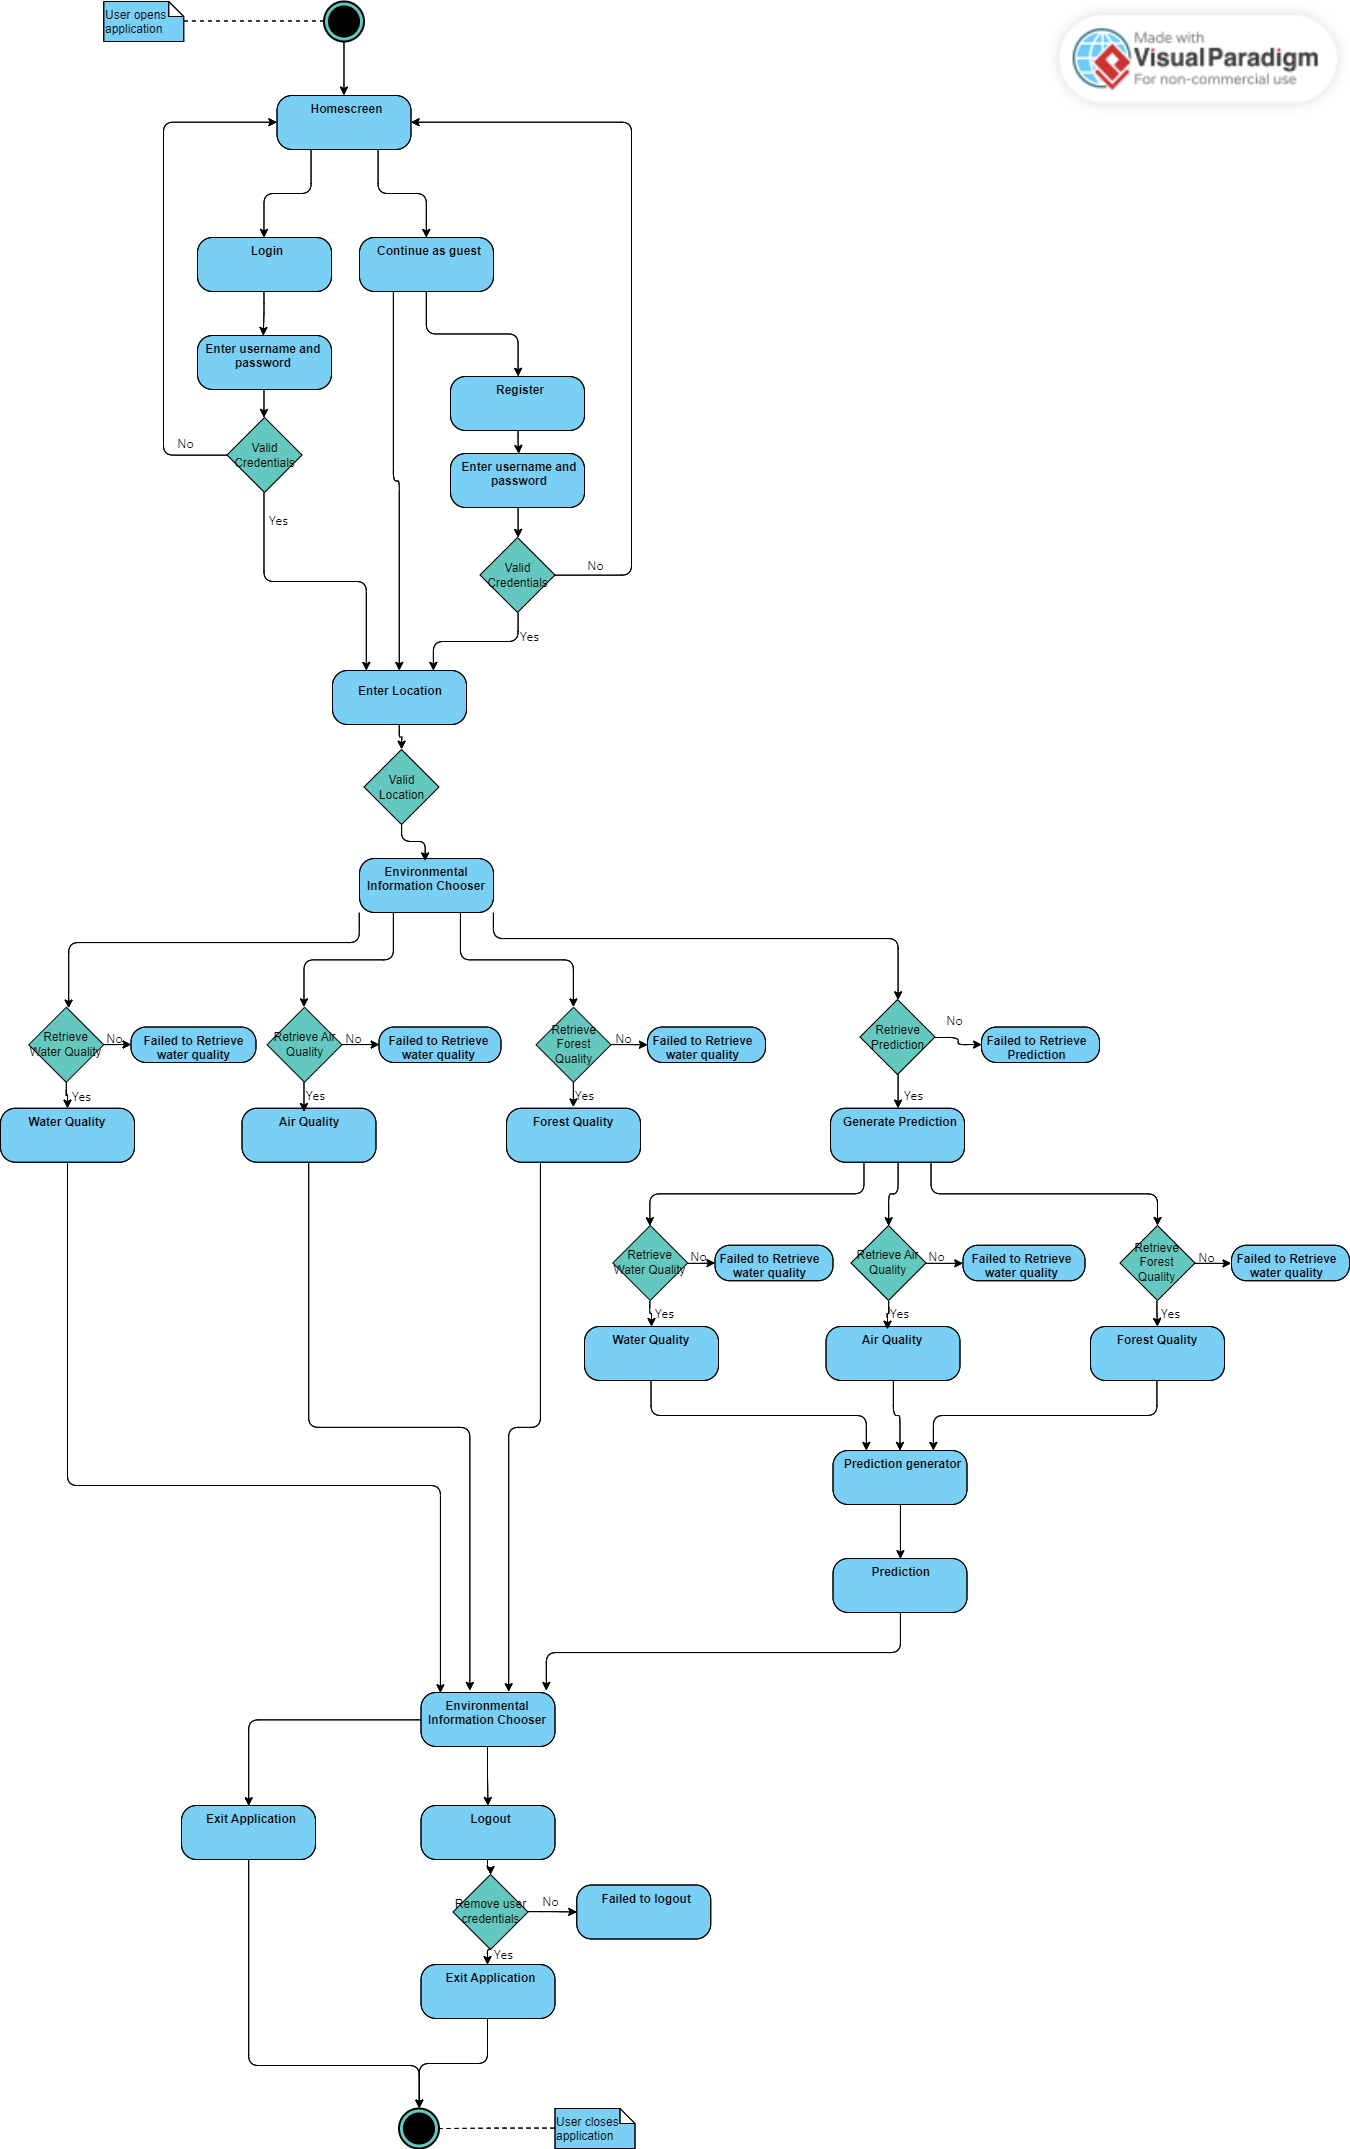 User opens
application
Made with
Visual Paradigm
For non-commercial use
Homescreen
Login
Continue as guest
Enter username and
password
Register
Valid
Credentials
No
Yes
Enter username and
password
Valid
Credentials
No
Yes
Enter Location
Valid
Location
Environmental
Information Chooser
Retrieve
Water Quality
No
Failed to Retrieve
water quality
Yes
Retrieve Air
Quality
No
Failed to Retrieve
water quality
Yes
Retrieve
Forest
Quality
No
Failed to Retrieve
water quality
Yes
Retrieve
Prediction
No
Failed to Retrieve
Prediction
Yes
Water Quality
Air Quality
Forest Quality
Generate Prediction
Retrieve
Water Quality
No
Failed to Retrieve
water quality
Yes
Retrieve Air
Quality
No
Failed to Retrieve
water quality
Yes
Retrieve
Forest
Quality
No
Failed to Retrieve
water quality
Yes
Water Quality
Air Quality
Forest Quality
Prediction generator
Prediction
Environmental
Information Chooser
Exit Application
Logout
Remove user
credentials
No
Failed to logout
Yes
Exit Application
User closes
application